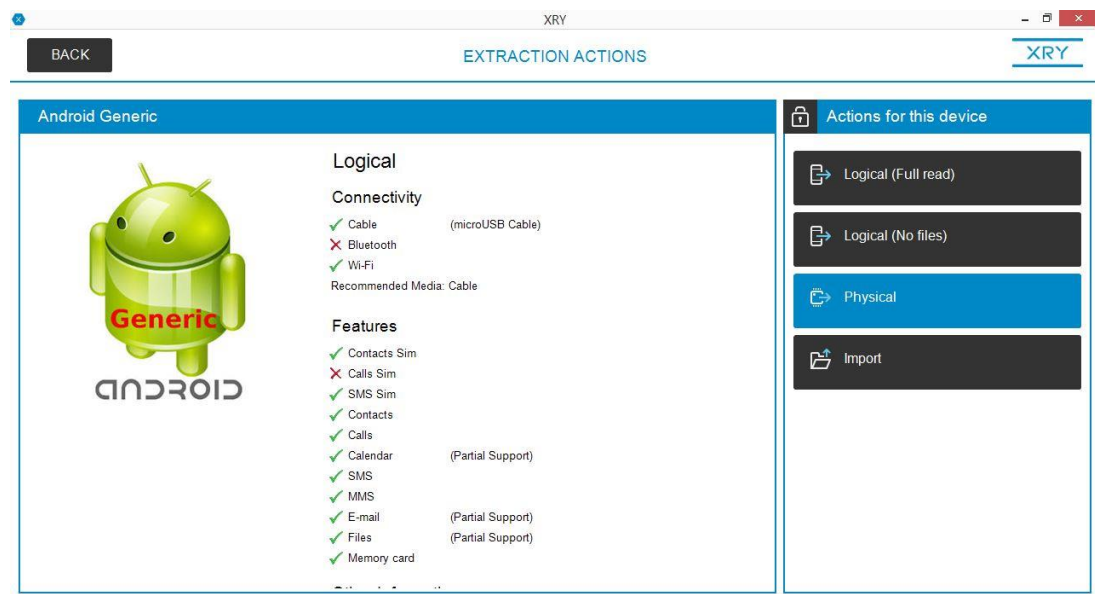 XRY
BACK
EXTRACTION ACTIONS
XRY
Android Generic
Generic
ANDROID
Logical
Connectivity
Cable (microUSB Cable)
Bluetooth
Wi-Fi
Recommended Media: Cable
Features
Contacts Sim
Calls Sim
SMS Sim
Contacts
Calls
Calendar (Partial Support)
SMS
MMS
E-mail (Partial Support)
Files (Partial Support)
Memory card
Actions for this device
Logical (Full read)
Logical (No files)
Physical
Import